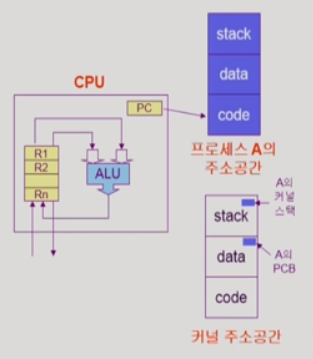 CPU
PC
R1
R2
Rn
ALU
stack
data
code
프로세스 A의
주소공간
stack
data
code
A의
커널
스택
A의
PCB
커널 주소공간